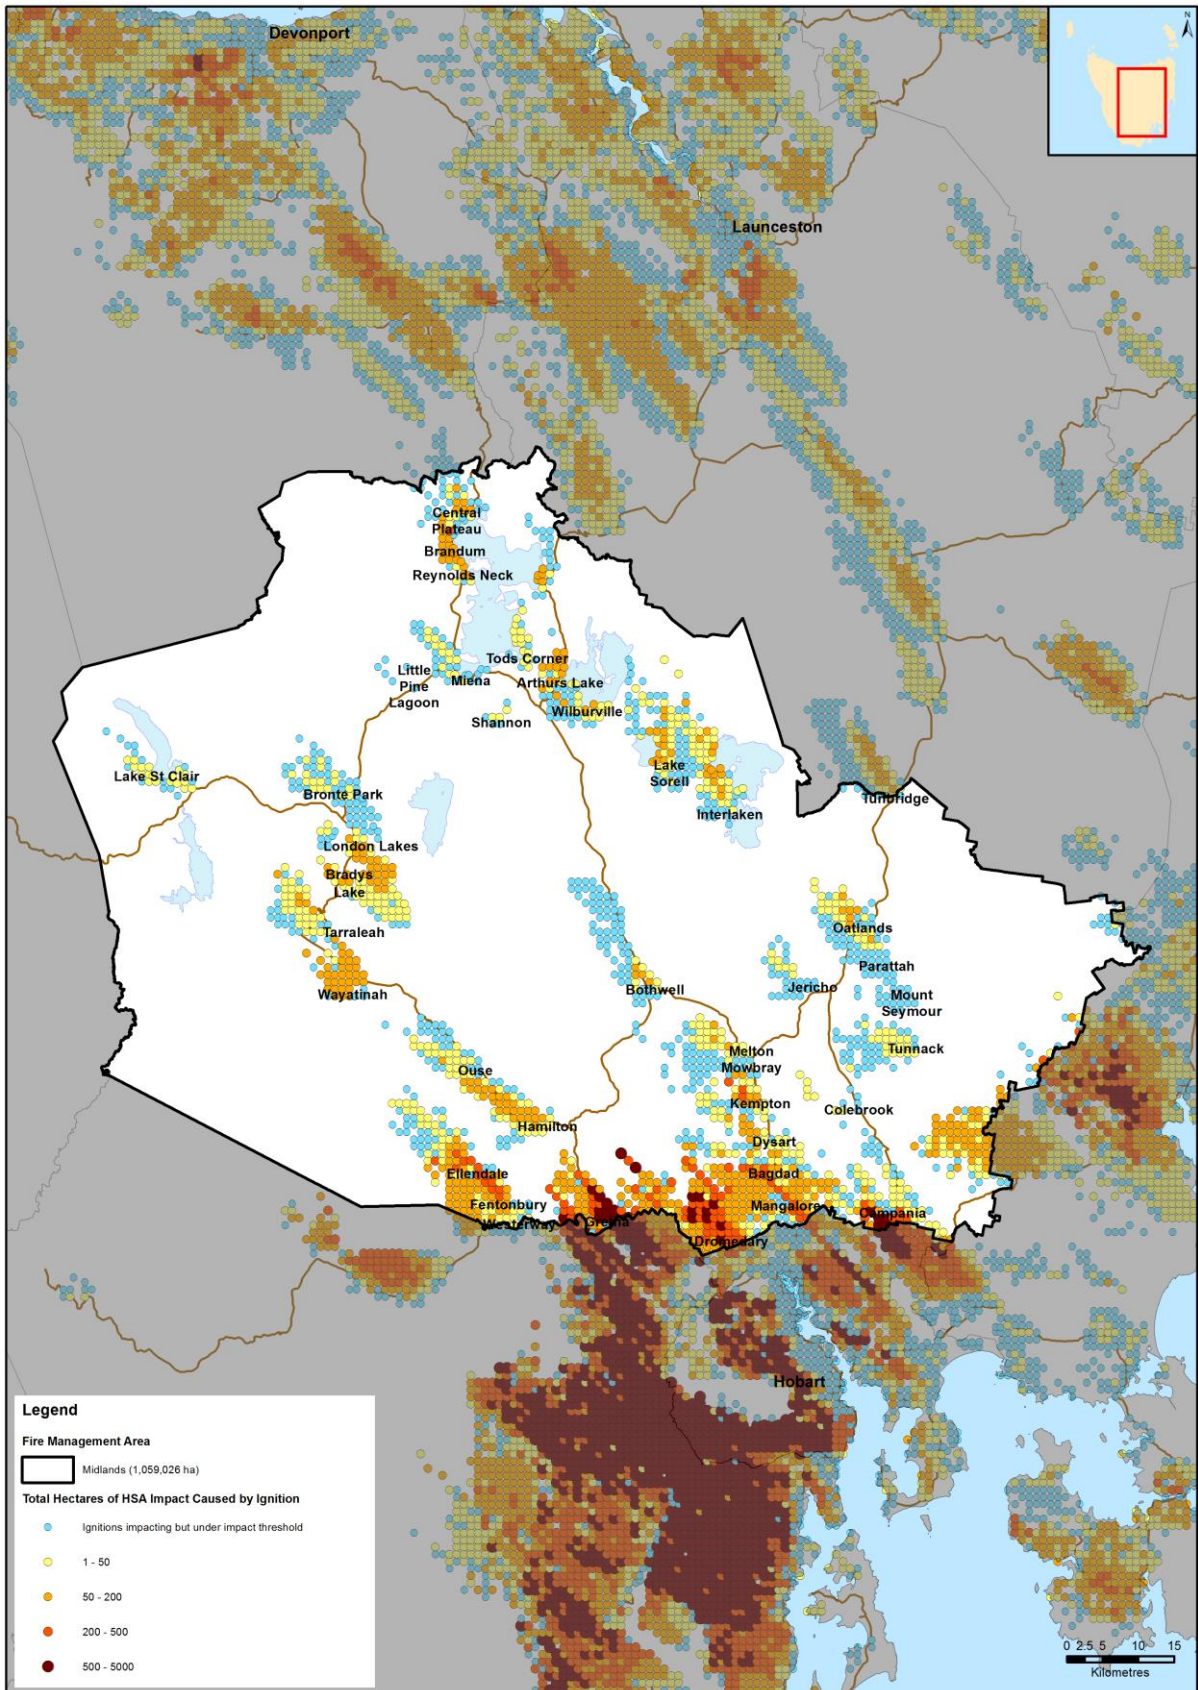 Devonport
N
Launceston
Central
Plateau
Brandum
Reynolds Neck
Tods Corner
Little
Pine
Lagoon
Miena
Arthurs Lake
Shannon
Wilburville
Lake St Clair
Bronte Park
Lake
Sorell
Interlaken
Tunbridge
London Lakes
Bradys
Lake
Tarraleah
Oatlands
Wayatinah
Bothwell
Parattah
Jericho
Mount
Seymour
Tunnack
Melton
Mowbray
Ouse
Kempton
Colebrook
Hamilton
Dysart
Ellendale
Bagdad
Fentonbury
Mangalore
Campania
Westerway
Gretna
Dromedary
Hobart
Legend
Fire Management Area
Midlands (1,059,026 ha)
Total Hectares of HSA Impact Caused by Ignition
Ignitions impacting but under impact threshold
1 - 50
50 - 200
200 - 500
500 - 5000
0 2.5 5 10 15
Kilometres